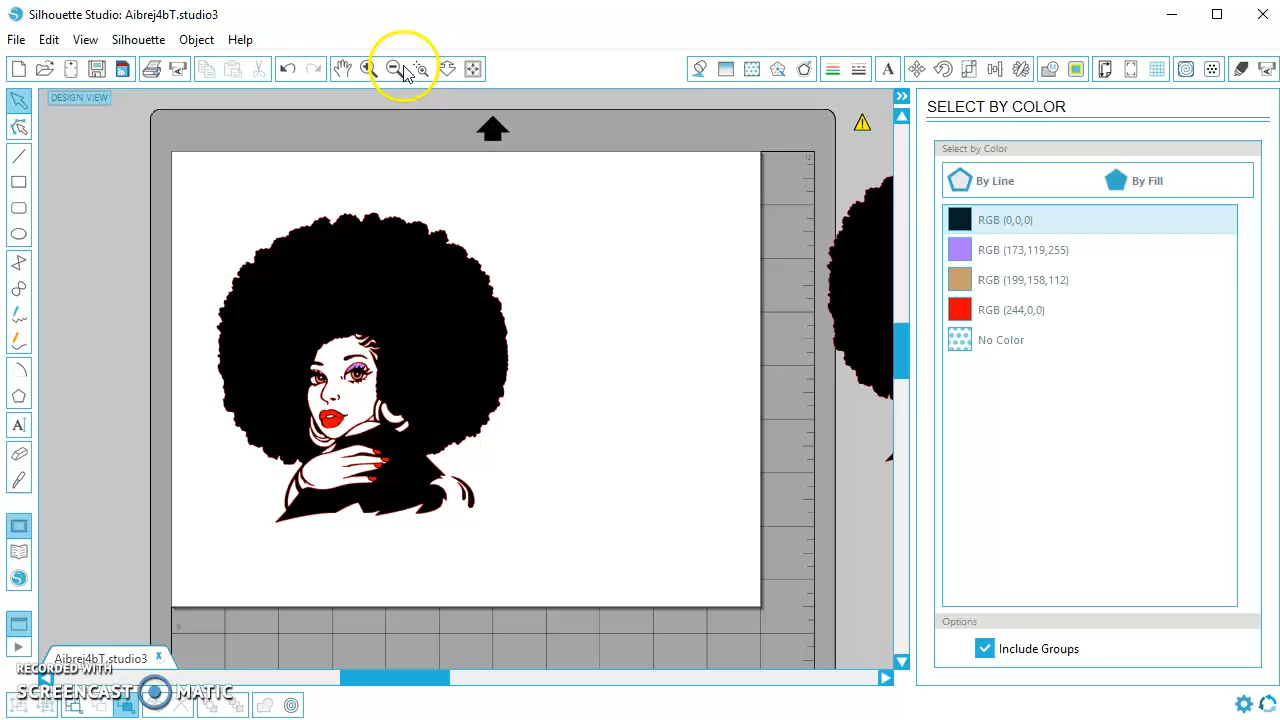 Silhouette Studio: Aibrej4bT.studio3
File Edit View Silhouette Object Help
DESIGN VIEW
SELECT BY COLOR
Select by Color
By Line By Fill
RGB (0,0,0)
RGB (173,119,255)
RGB (199,158,112)
RGB (244,0,0)
No Color
12
9
Options
Include Groups
Aibrej4bT.studio3 x
RECORDED WITH
SCREENCAST MATIC